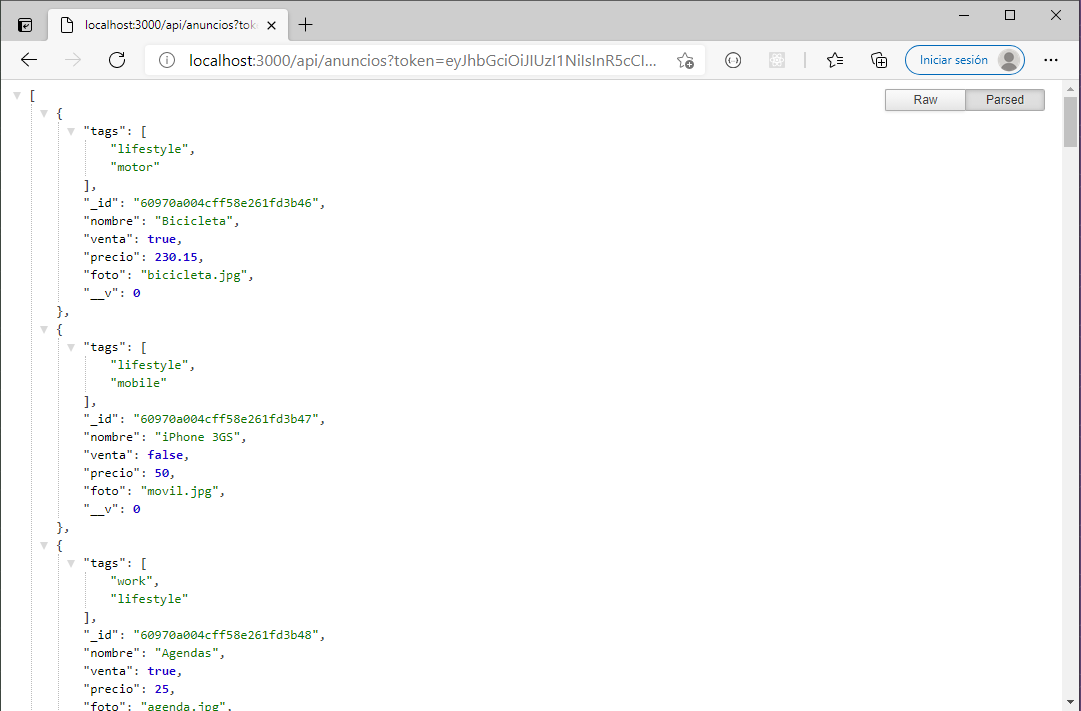 localhost:3000/api/anuncios?tok
localhost:3000/api/anuncios?token=eyJhbGciOiJIUzI1NiIsInR5cCI...
Iniciar sesión
Raw
Parsed
[
{
"tags": [
"lifestyle",
"motor"
],
"_id": "60970a004cff58e261fd3b46",
"nombre": "Bicicleta",
"venta": true,
"precio": 230.15,
"foto": "bicicleta.jpg",
"__v": 0
},
{
"tags": [
"lifestyle",
"mobile"
],
"_id": "60970a004cff58e261fd3b47",
"nombre": "iPhone 3GS",
"venta": false,
"precio": 50,
"foto": "movil.jpg",
"__v": 0
},
{
"tags": [
"work",
"lifestyle"
],
"_id": "60970a004cff58e261fd3b48",
"nombre": "Agendas",
"venta": true,
"precio": 25,
"foto": "agenda.jpg",